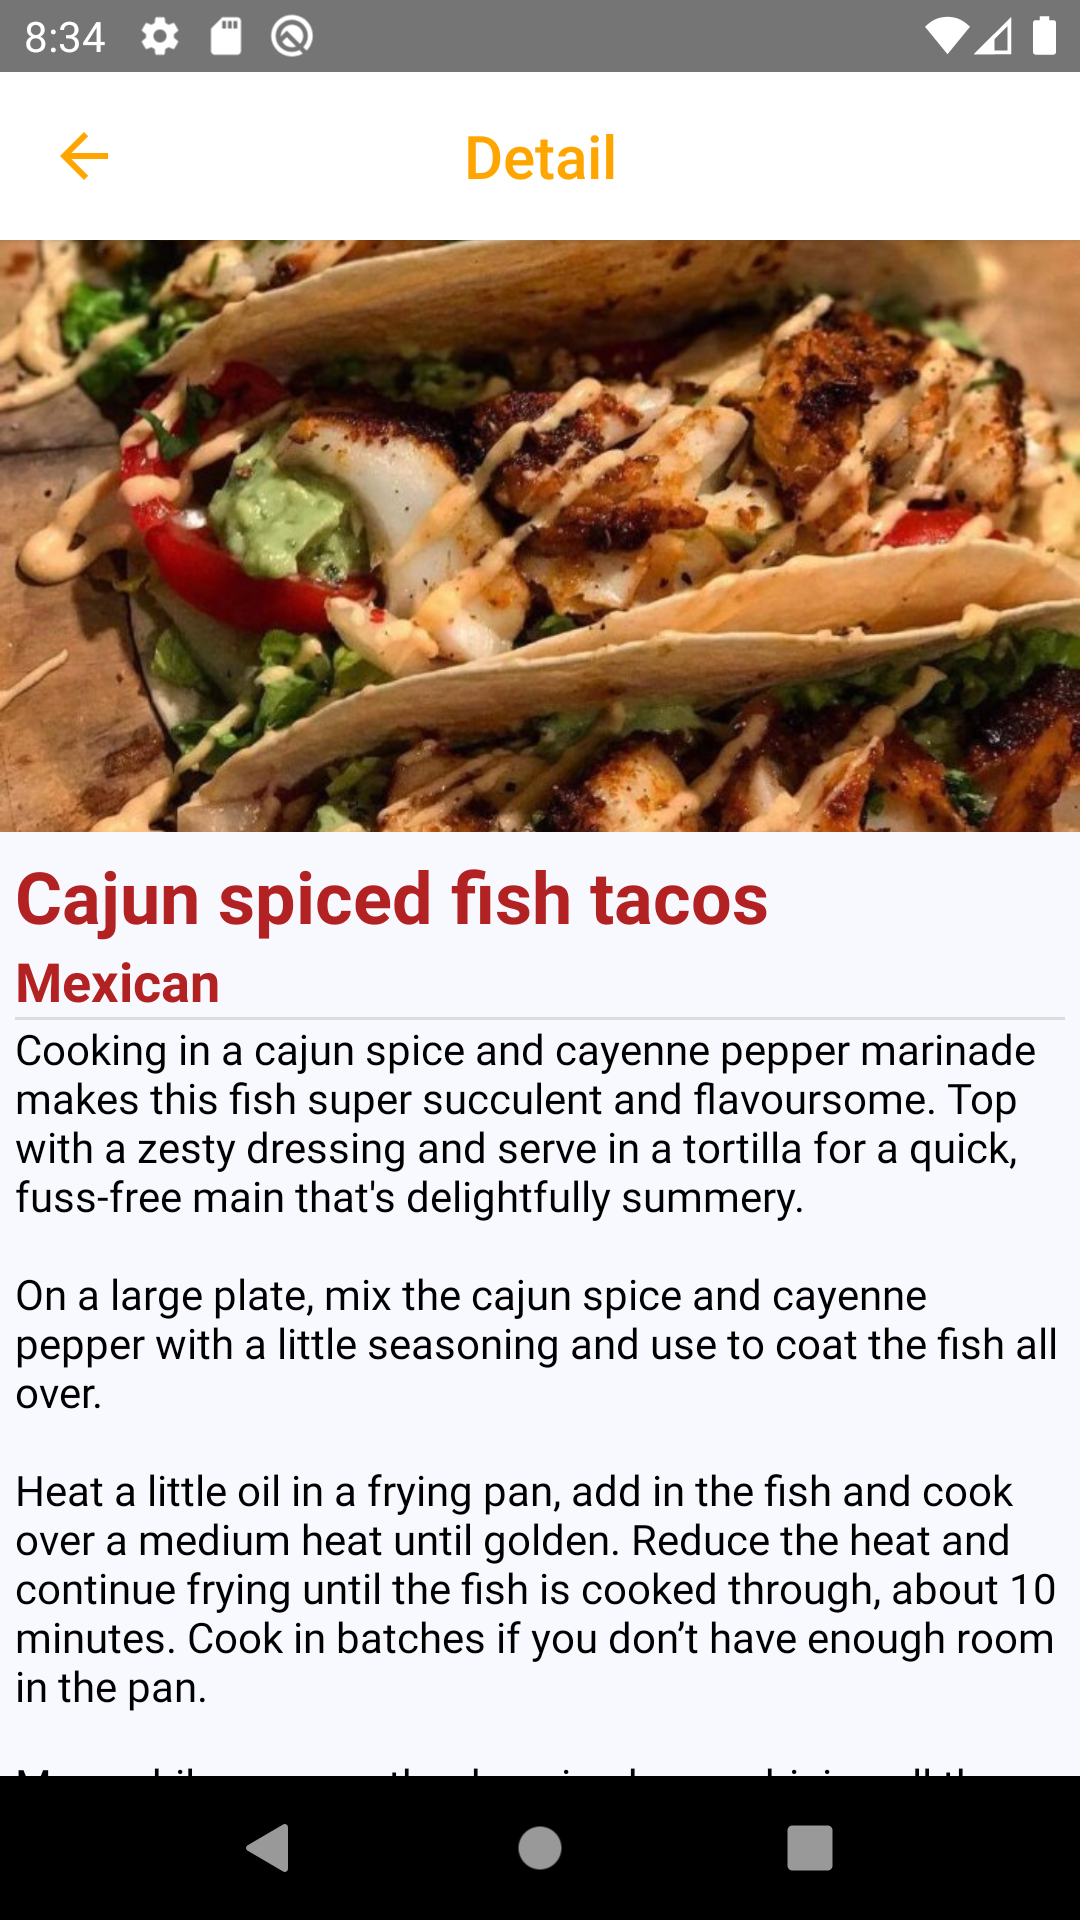 8:34
Detail
Cajun spiced fish tacos
Mexican
Cooking in a cajun spice and cayenne pepper marinade
makes this fish super succulent and flavoursome. Top
with a zesty dressing and serve in a tortilla for a quick,
fuss-free main that's delightfully summery.
On a large plate, mix the cajun spice and cayenne
pepper with a little seasoning and use to coat the fish all
over.
Heat a little oil in a frying pan, add in the fish and cook
over a medium heat until golden. Reduce the heat and
continue frying until the fish is cooked through, about 10
minutes. Cook in batches if you don’t have enough room
in the pan.